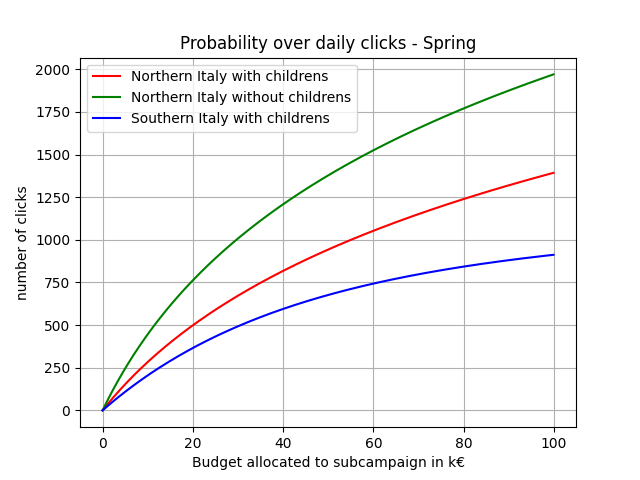 Probability over daily clicks - Spring
Northern Italy with childrens
Northern Italy without childrens
Southern Italy with childrens
number of clicks
2000
1750
1500
1250
1000
750
500
250
0
0 20 40 60 80 100
Budget allocated to subcampaign in k€